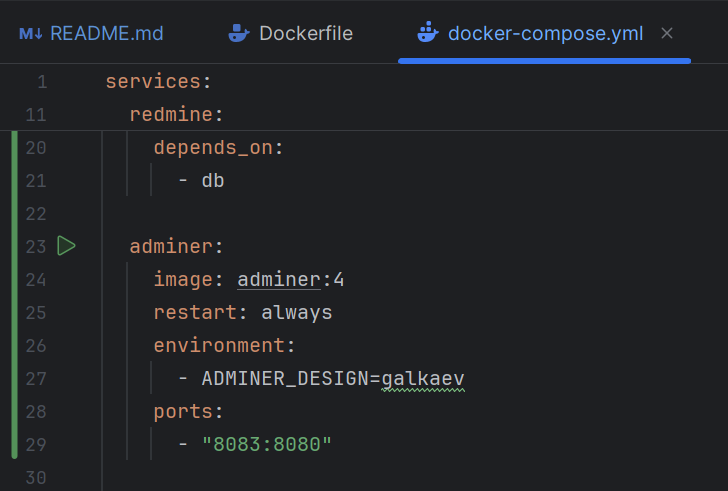 M↓ README.md Dockerfile docker-compose.yml ×
1 services:
11 redmine:
20 depends_on:
21 - db
22
23 adminer:
24 image: adminer:4
25 restart: always
26 environment:
27 - ADMINER_DESIGN=galkaev
28 ports:
29 - "8083:8080"
30